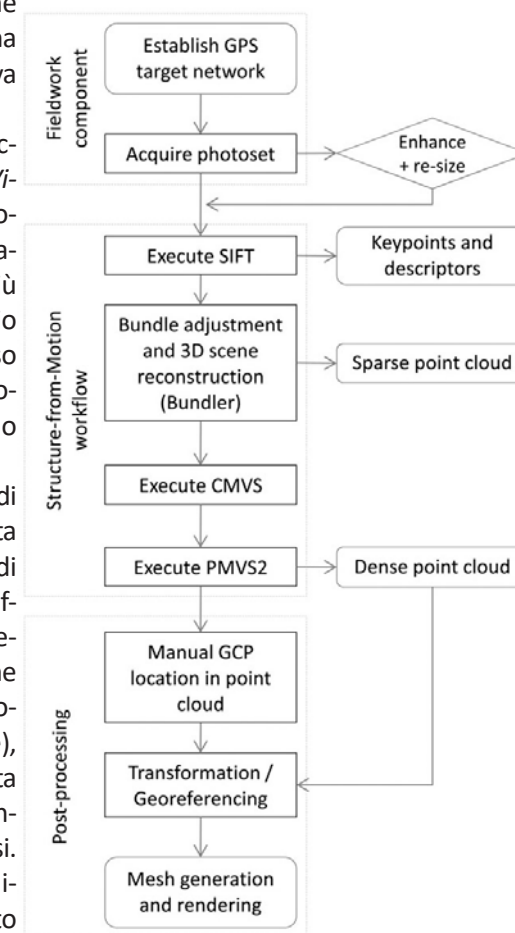 Fieldwork
component
Establish GPS
target network
Acquire photoset
Enhance
+ re-size
Structure-from-Motion
workflow
Execute SIFT
Keypoints and
descriptors
Bundle adjustment
and 3D scene
reconstruction
(Bundler)
Sparse point cloud
Execute CMVS
Execute PMVS2
Dense point cloud
Post-processing
Manual GCP
location in point
cloud
Transformation /
Georeferencing
Mesh generation
and rendering